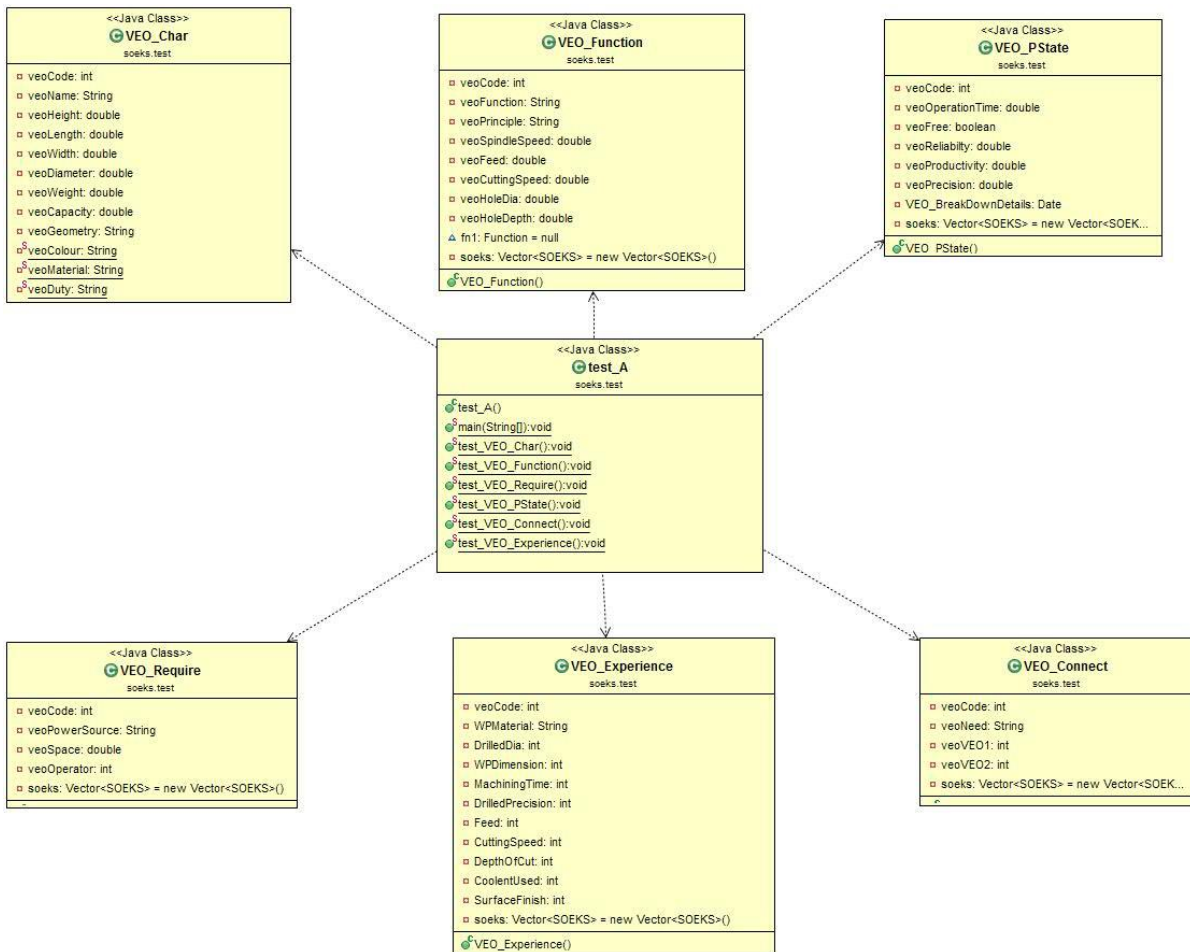 <<Java Class>>
VEO_Char
soeks.test
veoCode: int
veoName: String
veoHeight: double
veoLength: double
veoWidth: double
veoDiameter: double
veoWeight: double
veoCapacity: double
veoGeometry: String
veoColour: String
veoMaterial: String
veoDuty: String
<<Java Class>>
VEO_Function
soeks.test
veoCode: int
veoFunction: String
veoPrinciple: String
veoSpindleSpeed: double
veoFeed: double
veoCuttingSpeed: double
veoHoleDia: double
veoHoleDepth: double
fn1: Function = null
soeks: Vector<SOEKS> = new Vector<SOEKS>()
VEO_Function()
<<Java Class>>
VEO_PState
soeks.test
veoCode: int
veoOperationTime: double
veoFree: boolean
veoReliabilty: double
veoProductivity: double
veoPrecision: double
VEO_BreakDownDetails: Date
soeks: Vector<SOEKS> = new Vector<SOEK...
VEO_PState()
<<Java Class>>
test_A
soeks.test
test_A()
main(String[]):void
test_VEO_Char():void
test_VEO_Function():void
test_VEO_Require():void
test_VEO_PState():void
test_VEO_Connect():void
test_VEO_Experience():void
<<Java Class>>
VEO_Require
soeks.test
veoCode: int
veoPowerSource: String
veoSpace: double
veoOperator: int
soeks: Vector<SOEKS> = new Vector<SOEKS>()
<<Java Class>>
VEO_Experience
soeks.test
veoCode: int
WPMaterial: String
DrilledDia: int
WPDimension: int
MachiningTime: int
DrilledPrecision: int
Feed: int
CuttingSpeed: int
DepthOfCut: int
CoolentUsed: int
SurfaceFinish: int
soeks: Vector<SOEKS> = new Vector<SOEKS>()
VEO_Experience()
<<Java Class>>
VEO_Connect
soeks.test
veoCode: int
veoNeed: String
veoVEO1: int
veoVEO2: int
soeks: Vector<SOEKS> = new Vector<SOEK...